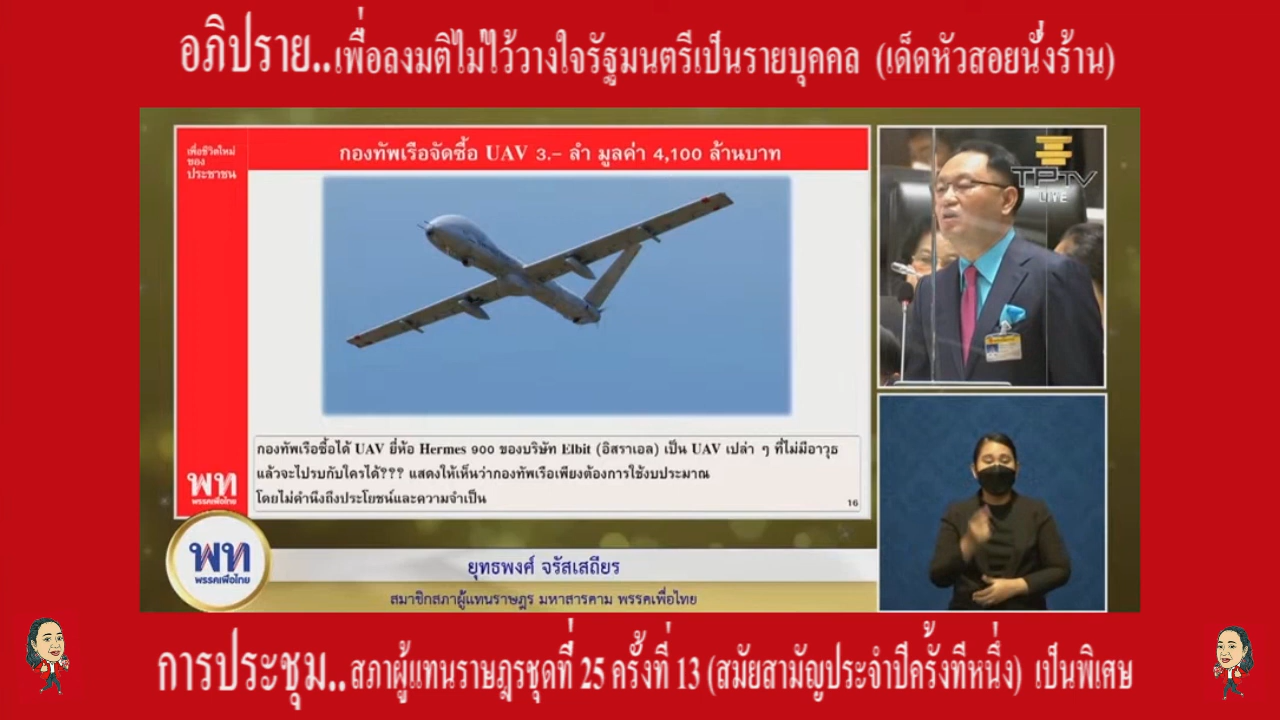 อภิปราย..เพื่อลงมติไม่ไว้วางใจรัฐมนตรีเป็นรายบุคคล (เด็ดหัวสอยนั่งร้าน)
เพื่อชีวิตใหม่
ของ
ประชาชน
กองทัพเรือจัดซื้อ UAV 3.- ลำ มูลค่า 4,100 ล้านบาท
TPTV
LIVE
กองทัพเรือซื้อได้ UAV ยี่ห้อ Hermes 900 ของบริษัท Elbit (อิสราเอล) เป็น UAV เปล่า ๆ ที่ไม่มีอาวุธ
แล้วจะไปรบกับใครได้??? แสดงให้เห็นว่ากองทัพเรือเพียงต้องการใช้งบประมาณ
โดยไม่คำนึงถึงประโยชน์และความจำเป็น
16
พท
พรรคเพื่อไทย
พท
พรรคเพื่อไทย
ยุทธพงศ์ จรัสเสถียร
สมาชิกสภาผู้แทนราษฎร มหาสารคาม พรรคเพื่อไทย
การประชุม..สภาผู้แทนราษฎรชุดที่ 25 ครั้งที่ 13 (สมัยสามัญประจำปีครั้งที่หนึ่ง) เป็นพิเศษ